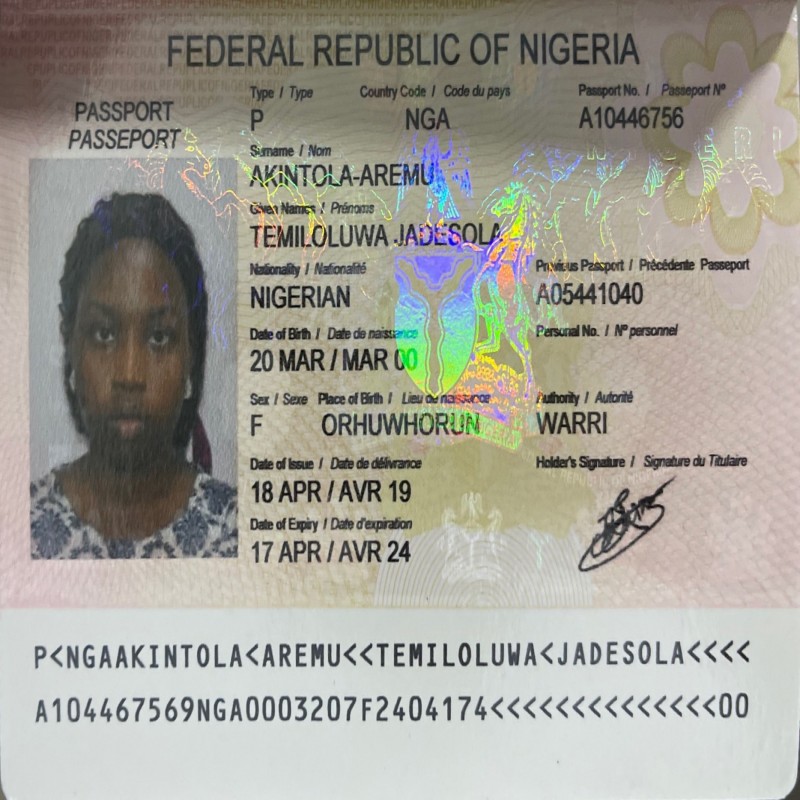 FEDERAL REPUBLIC OF NIGERIA
PASSPORT
PASSEPORT
Type / Type Country Code / Code du pays Passport No. / Passeport N°
P NGA A10446756
Surname / Nom
AKINTOLA-AREMU
Given Names / Prénoms
TEMILOLUWA JADESOLA
Nationality / Nationalité Previous Passport / Précédente Passeport
NIGERIAN A05441040
Date of Birth / Date de naissance Personal No. / N° personnel
20 MAR / MAR 00
Sex / Sexe Place of Birth / Lieu de naissance Authority / Autorité
F ORHUWHORUN WARRI
Date of Issue / Date de délivrance Holder's Signature / Signature du Titulaire
18 APR / AVR 19
Date of Expiry / Date d'expiration
17 APR / AVR 24
P<NGAAKINTOLA<AREMU<<TEMILOLUWA<JADESOLA<<<<
A104467569NGA0003207F2404174<<<<<<<<<<<<<<00